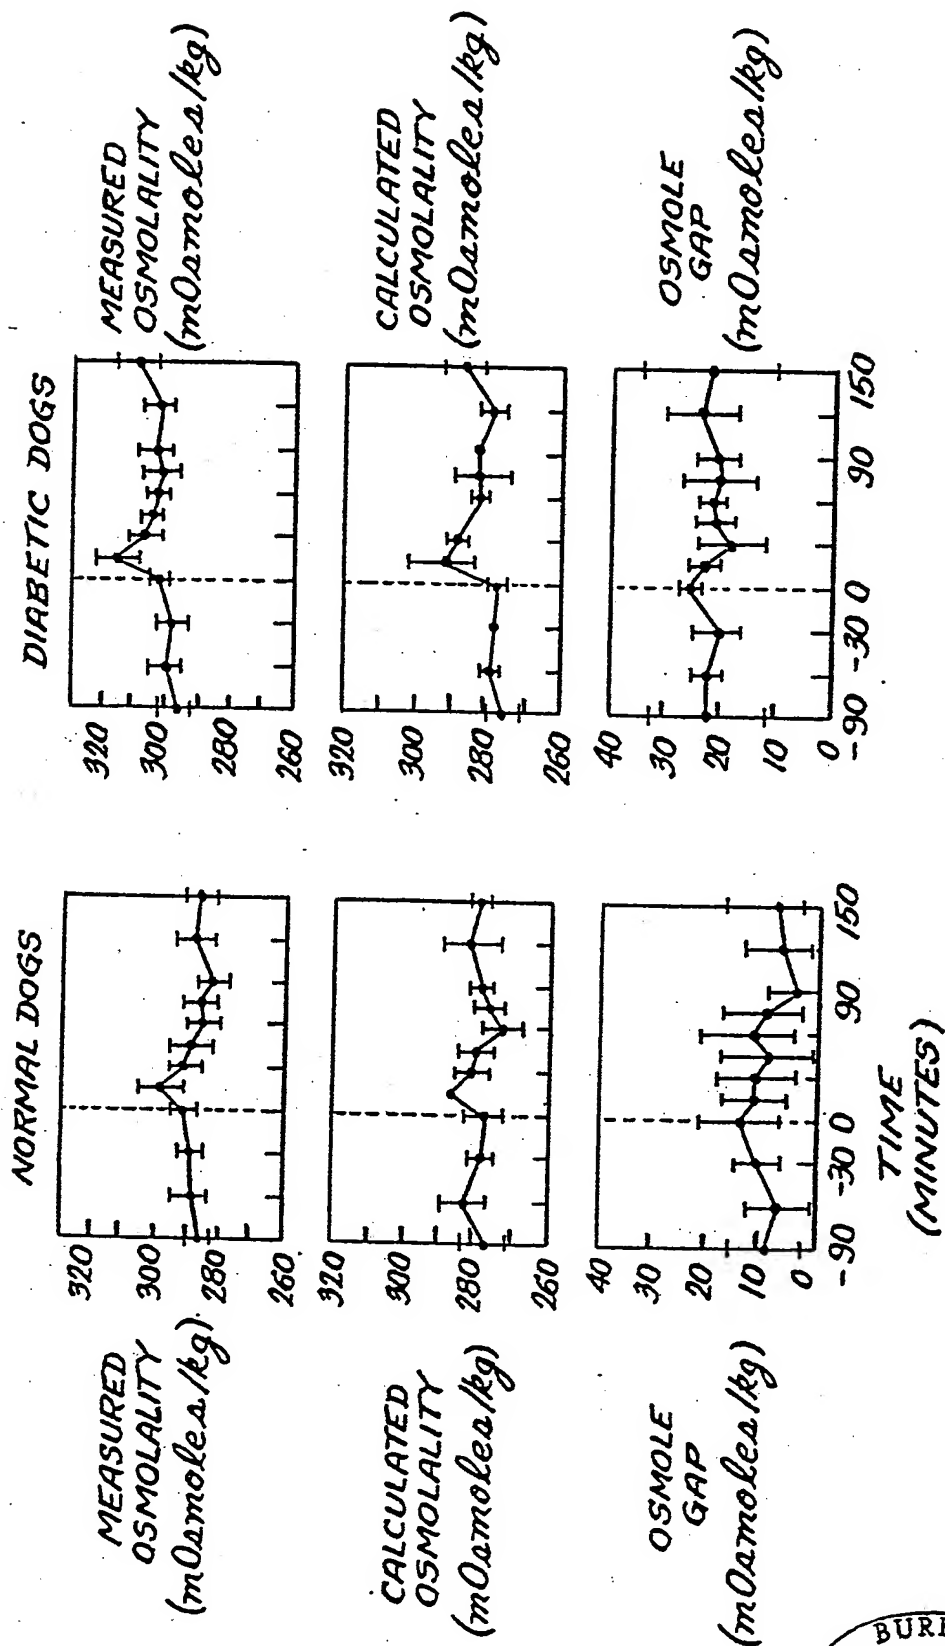 NORMAL DOGS
MEASURED
OSMOLALITY
(mOsmoles/kg)
320
300
280
260
CALCULATED
OSMOLALITY
(mOsmoles/kg)
320
300
280
260
OSMOLE
GAP
(mOsmoles/kg)
40
30
20
10
0
-90 -30 0 90 150
DIABETIC DOGS
MEASURED
OSMOLALITY
(mOsmoles/kg)
320
300
280
260
CALCULATED
OSMOLALITY
(mOsmoles/kg)
320
300
280
260
OSMOLE
GAP
(mOsmoles/kg)
40
30
20
10
0
-90 -30 0 90 150
TIME
(MINUTES)